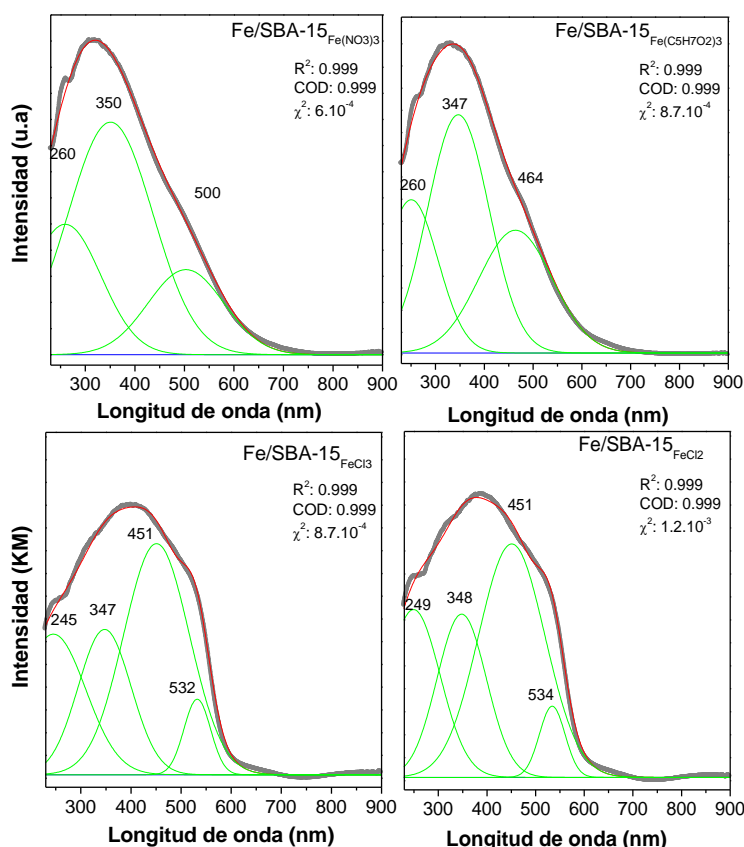 Fe/SBA-15Fe(NO3)3
R2: 0.999
COD: 0.999
χ2: 6.10-4
260
350
500
Intensidad (u.a)
300 400 500 600 700 800 900
Longitud de onda (nm)
Fe/SBA-15Fe(C5H7O2)3
R2: 0.999
COD: 0.999
χ2: 8.7.10-4
260
347
464
300 400 500 600 700 800 900
Longitud de onda (nm)
Fe/SBA-15FeCl3
R2: 0.999
COD: 0.999
χ2: 8.7.10-4
245
347
451
532
Intensidad (KM)
300 400 500 600 700 800 900
Longitud de onda (nm)
Fe/SBA-15FeCl2
R2: 0.999
COD: 0.999
χ2: 1.2.10-3
249
348
451
534
300 400 500 600 700 800 900
Longitud de onda (nm)